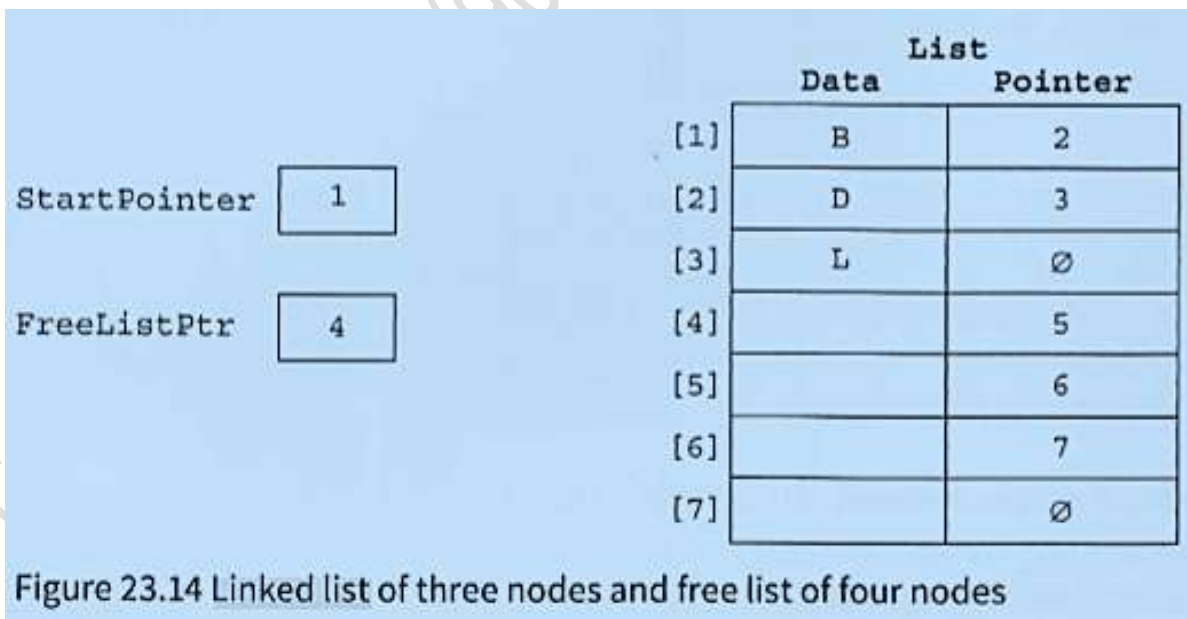 List
Data Pointer
[1] B 2
StartPointer 1
[2] D 3
[3] L ∅
FreeListPtr 4
[4] 5
[5] 6
[6] 7
[7] ∅
Figure 23.14 Linked list of three nodes and free list of four nodes